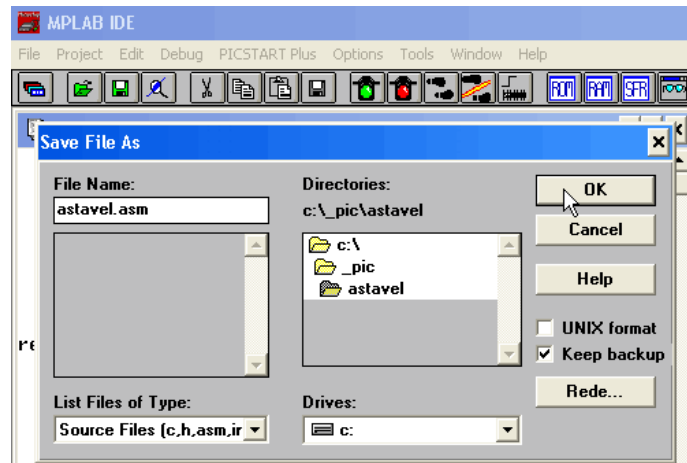 MPLAB IDE
File Project Edit Debug PICSTART Plus Options Tools Window Help
ROM RAM SFR
Save File As
File Name:
astavel.asm
Directories:
c:\_pic\astavel
c:\
_pic
astavel
OK
Cancel
Help
UNIX format
Keep backup
Rede...
re
List Files of Type:
Source Files (c,h,asm,ir
Drives:
c: